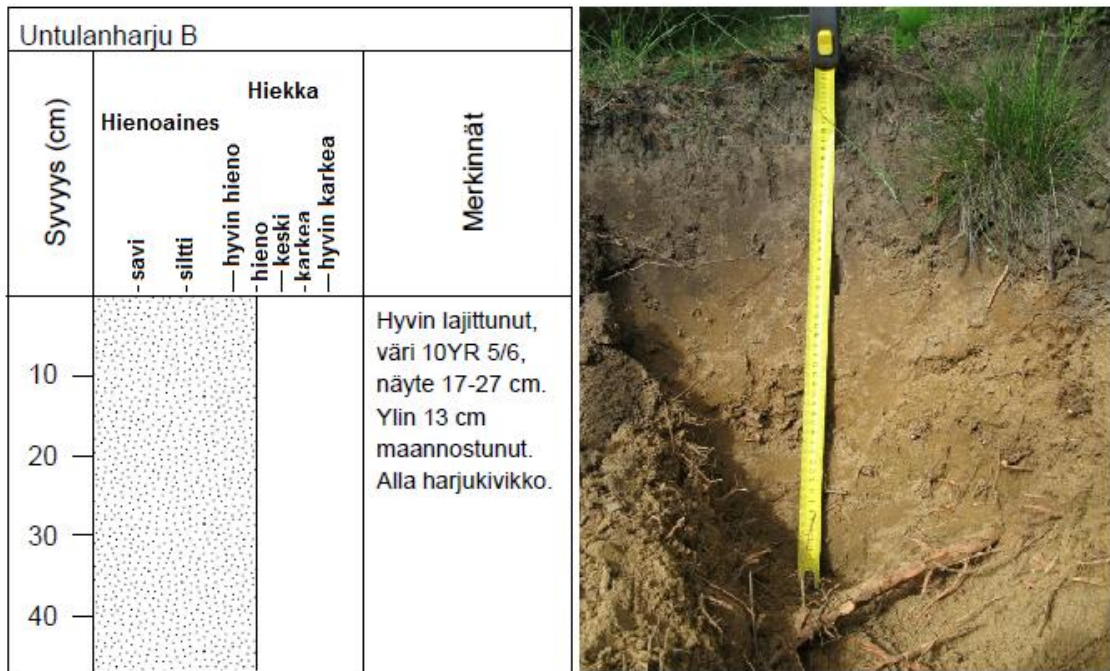 Untulanharju B
Syvyys (cm)
Hienoaines
Hiekka
- savi
- siltti
— hyvin hieno
- hieno
— keski
- karkea
— hyvin karkea
Merkinnät
10
20
30
40
Hyvin lajittunut,
väri 10YR 5/6,
näyte 17-27 cm.
Ylin 13 cm
maannostunut.
Alla harjukivikko.